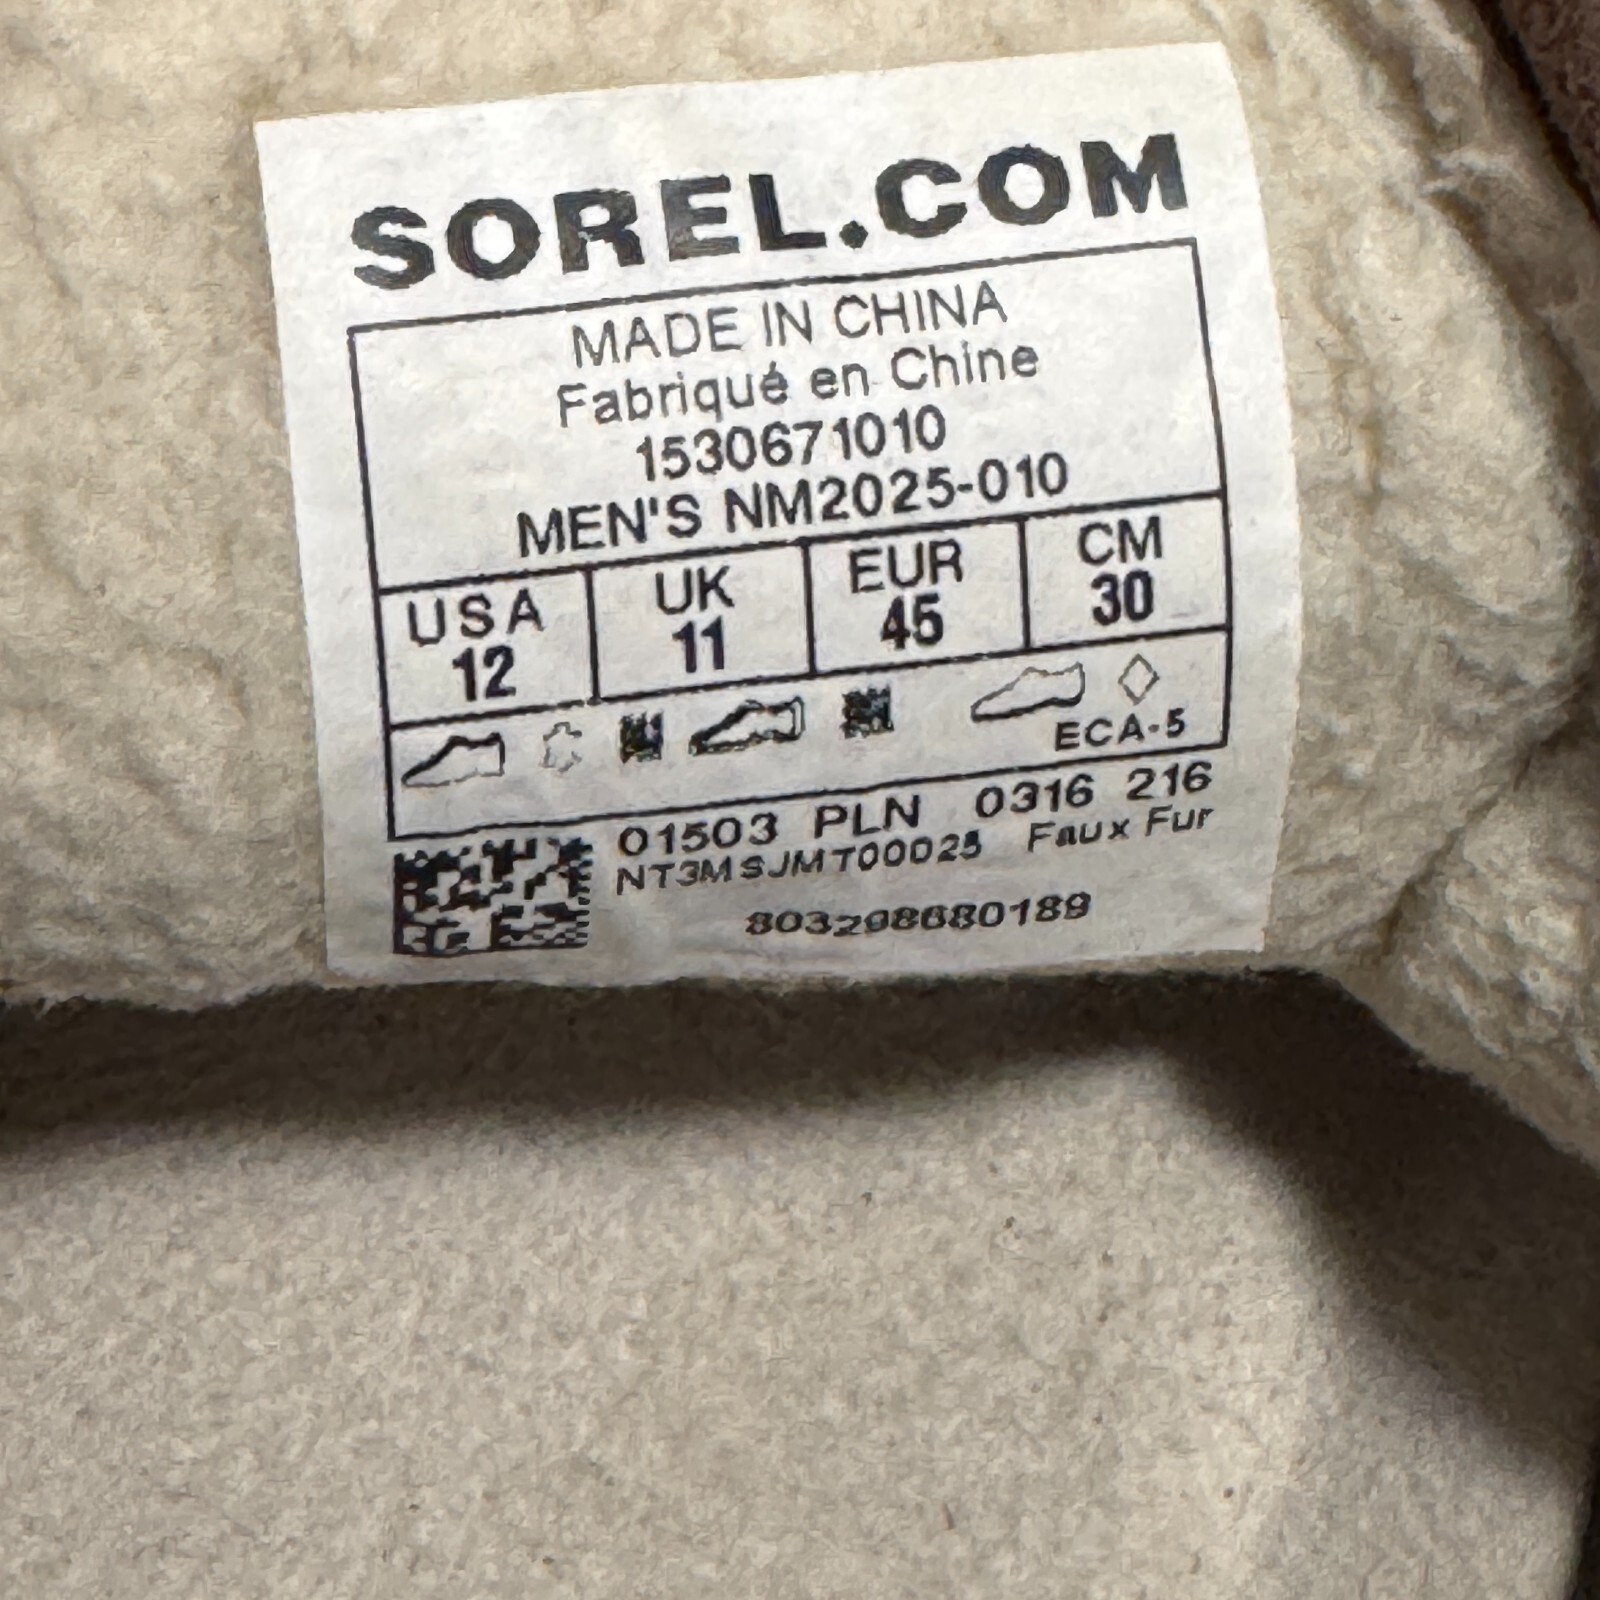 SOREL.COM
MADE IN CHINA
Fabriqué en Chine
1530671010
MEN'S NM2025-010
USA UK EUR CM
12 11 45 30
ECA-5
01503 PLN 0316 216
NT3MSJMT00025 Faux Fur
803298680189